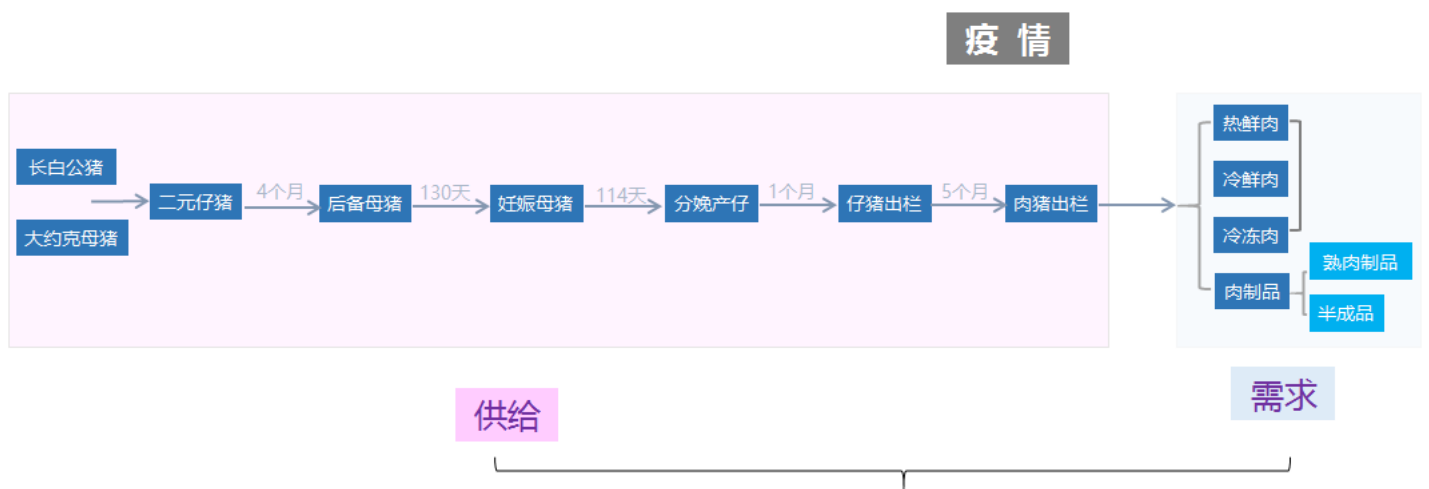 疫 情
长白公猪
大约克母猪
二元仔猪
4个月
后备母猪
130天
妊娠母猪
114天
分娩产仔
1个月
仔猪出栏
5个月
肉猪出栏
热鲜肉
冷鲜肉
冷冻肉
肉制品
熟肉制品
半成品
供给
需求